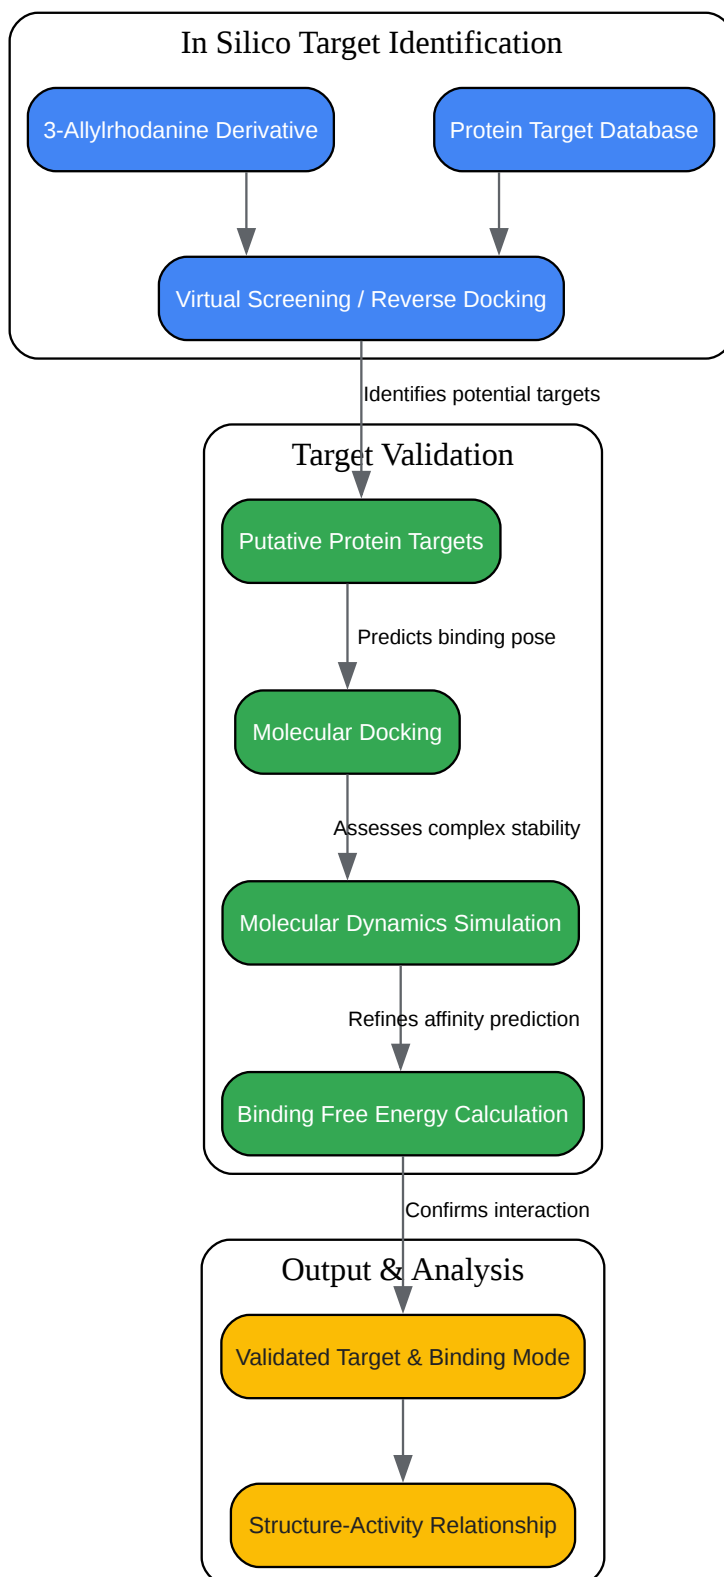 In Silico Target Identification
3-Allylrhodanine Derivative
Protein Target Database
Virtual Screening / Reverse Docking
Identifies potential targets
Target Validation
Putative Protein Targets
Predicts binding pose
Molecular Docking
Assesses complex stability
Molecular Dynamics Simulation
Refines affinity prediction
Binding Free Energy Calculation
Confirms interaction
Output & Analysis
Validated Target & Binding Mode
Structure-Activity Relationship